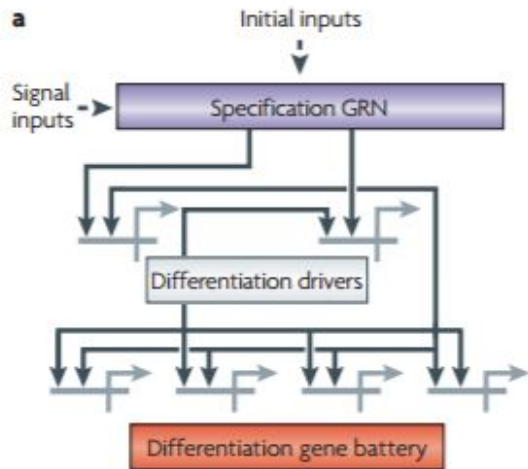 a
Initial inputs
Signal
inputs
Specification GRN
Differentiation drivers
Differentiation gene battery